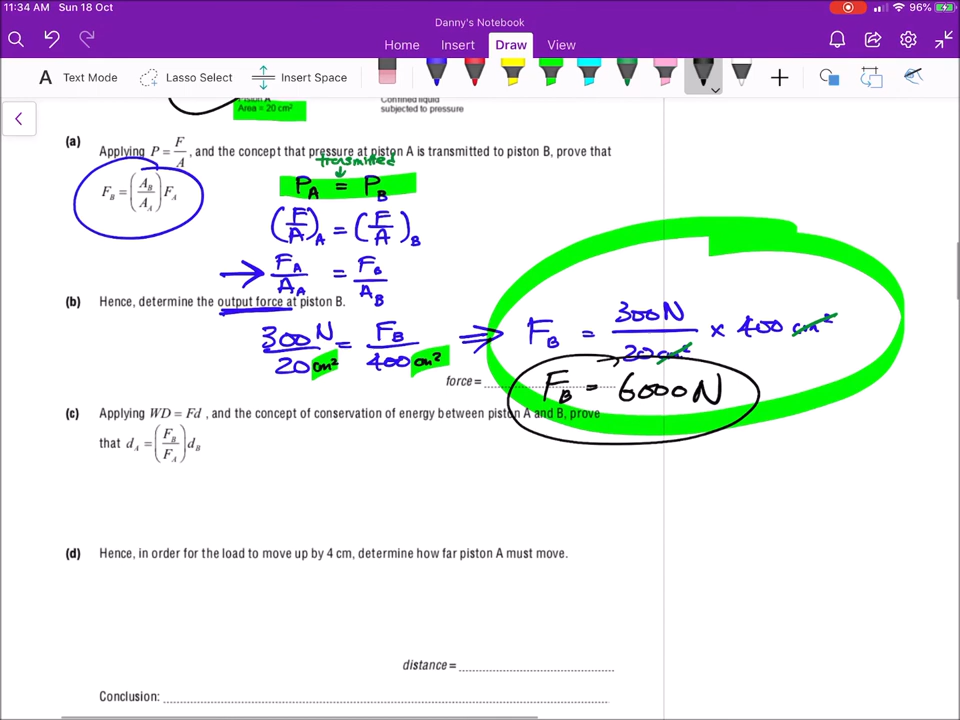 11:34 AM Sun 18 Oct
96%
Danny's Notebook
Home Insert Draw View
A Text Mode Lasso Select Insert Space
Piston A
Area = 20 cm²
Confined liquid
subjected to pressure
(a) Applying P = F/A, and the concept that pressure at piston A is transmitted to piston B, prove that
F_B = (A_B/A_A) F_A
transmitted
P_A = P_B
(F/A)_A = (F/A)_B
→ F_A/A_A = F_B/A_B
(b) Hence, determine the output force at piston B.
300N/20cm² = F_B/400cm² ⇒ F_B = 300N/20cm² × 400cm²
force = F_B = 6000N
(c) Applying WD = Fd, and the concept of conservation of energy between piston A and B, prove
that d_A = (F_B/F_A) d_B
(d) Hence, in order for the load to move up by 4 cm, determine how far piston A must move.
distance =
Conclusion: